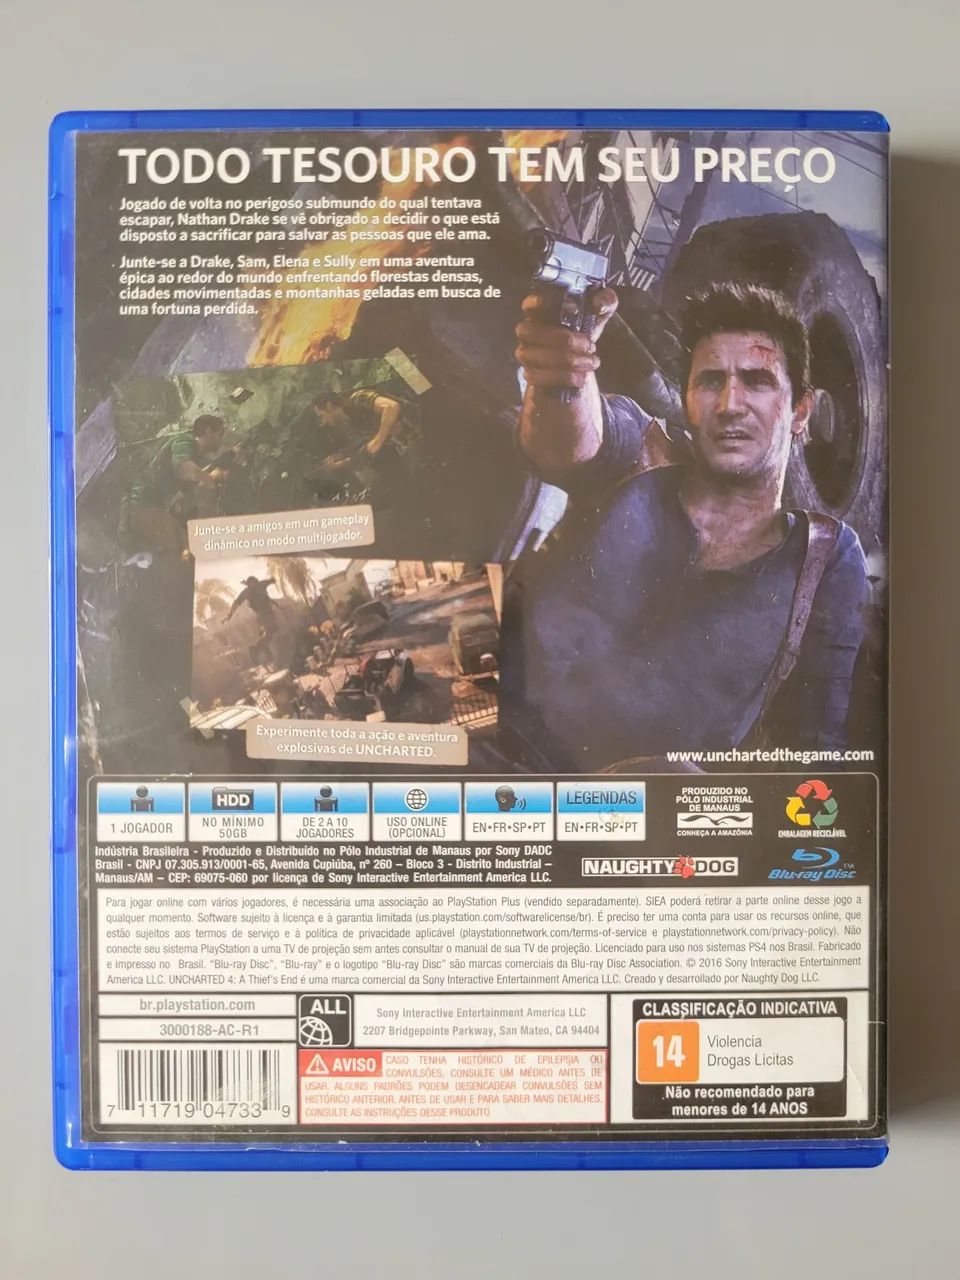 TODO TESOURO TEM SEU PREÇO
Jogado de volta no perigoso submundo do qual tentava
escapar, Nathan Drake se vê obrigado a decidir o que está
disposto a sacrificar para salvar as pessoas que ele ama.
Junte-se a Drake, Sam, Elena e Sully em uma aventura
épica ao redor do mundo enfrentando florestas densas,
cidades movimentadas e montanhas geladas em busca de
uma fortuna perdida.
Junte-se a amigos em um gameplay
dinâmico no modo multijogador.
Experimente toda a ação e aventura
explosivas de UNCHARTED.
www.unchartedthegame.com
1 JOGADOR
HDD
NO MÍNIMO
50GB
DE 2 A 10
JOGADORES
USO ONLINE
(OPCIONAL)
EN•FR•SP•PT
LEGENDAS
EN•FR•SP•PT
PRODUZIDO NO
PÓLO INDUSTRIAL
DE MANAUS
CONHEÇA A AMAZÔNIA
EMBALAGEM RECICLÁVEL
Indústria Brasileira - Produzido e Distribuído no Pólo Industrial de Manaus por Sony DADC
Brasil - CNPJ 07.305.913/0001-65, Avenida Cupiúba, nº 260 – Bloco 3 - Distrito Industrial –
Manaus/AM – CEP: 69075-060 por licença de Sony Interactive Entertainment America LLC.
NAUGHTY DOG
Blu-ray Disc™
Para jogar online com vários jogadores, é necessária uma associação ao PlayStation Plus (vendido separadamente). SIEA poderá retirar a parte online desse jogo a
qualquer momento. Software sujeito à licença e à garantia limitada (us.playstation.com/softwarelicense/br). É preciso ter uma conta para usar os recursos online, que
estão sujeitos aos termos de serviço e à política de privacidade aplicável (playstationnetwork.com/terms-of-service e playstationnetwork.com/privacy-policy). Não
conecte seu sistema PlayStation a uma TV de projeção sem antes consultar o manual de sua TV de projeção. Licenciado para uso nos sistemas PS4 nos Brasil. Fabricado
e impresso no Brasil. “Blu-ray Disc”, “Blu-ray” e o logotipo “Blu-ray Disc” são marcas comerciais da Blu-ray Disc Association. © 2016 Sony Interactive Entertainment
America LLC. UNCHARTED 4: A Thief’s End é uma marca comercial da Sony Interactive Entertainment America LLC. Criado y desarrollado por Naughty Dog LLC.
br.playstation.com
3000188-AC-R1
ALL
Sony Interactive Entertainment America LLC
2207 Bridgepointe Parkway, San Mateo, CA 94404
7 11719 04733 9
AVISO CASO TENHA HISTÓRICO DE EPILEPSIA OU
CONVULSÕES, CONSULTE UM MÉDICO ANTES DE
USAR. ALGUNS PADRÕES PODEM DESENCADEAR CONVULSÕES SEM
HISTÓRICO ANTERIOR. ANTES DE USAR E PARA SABER MAIS DETALHES,
CONSULTE AS INSTRUÇÕES DESSE PRODUTO
CLASSIFICAÇÃO INDICATIVA
14
Violencia
Drogas Licitas
Não recomendado para
menores de 14 ANOS